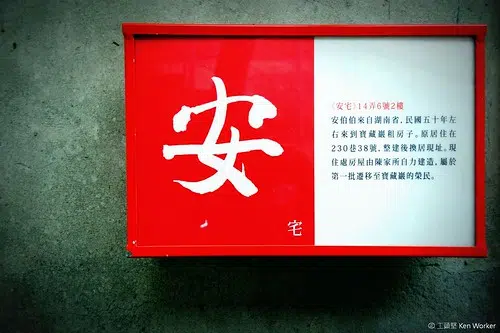 安
宅
〈安宅〉14弄6號2樓
安伯伯來自湖南省，民國五十年左
右來到寶藏巖租房子。原居住在
230巷38號，整建後換居現址。現
住處房屋由陳家所自力建造，屬於
第一批遷移至寶藏巖的榮民。
工頭堅 Ken Worker